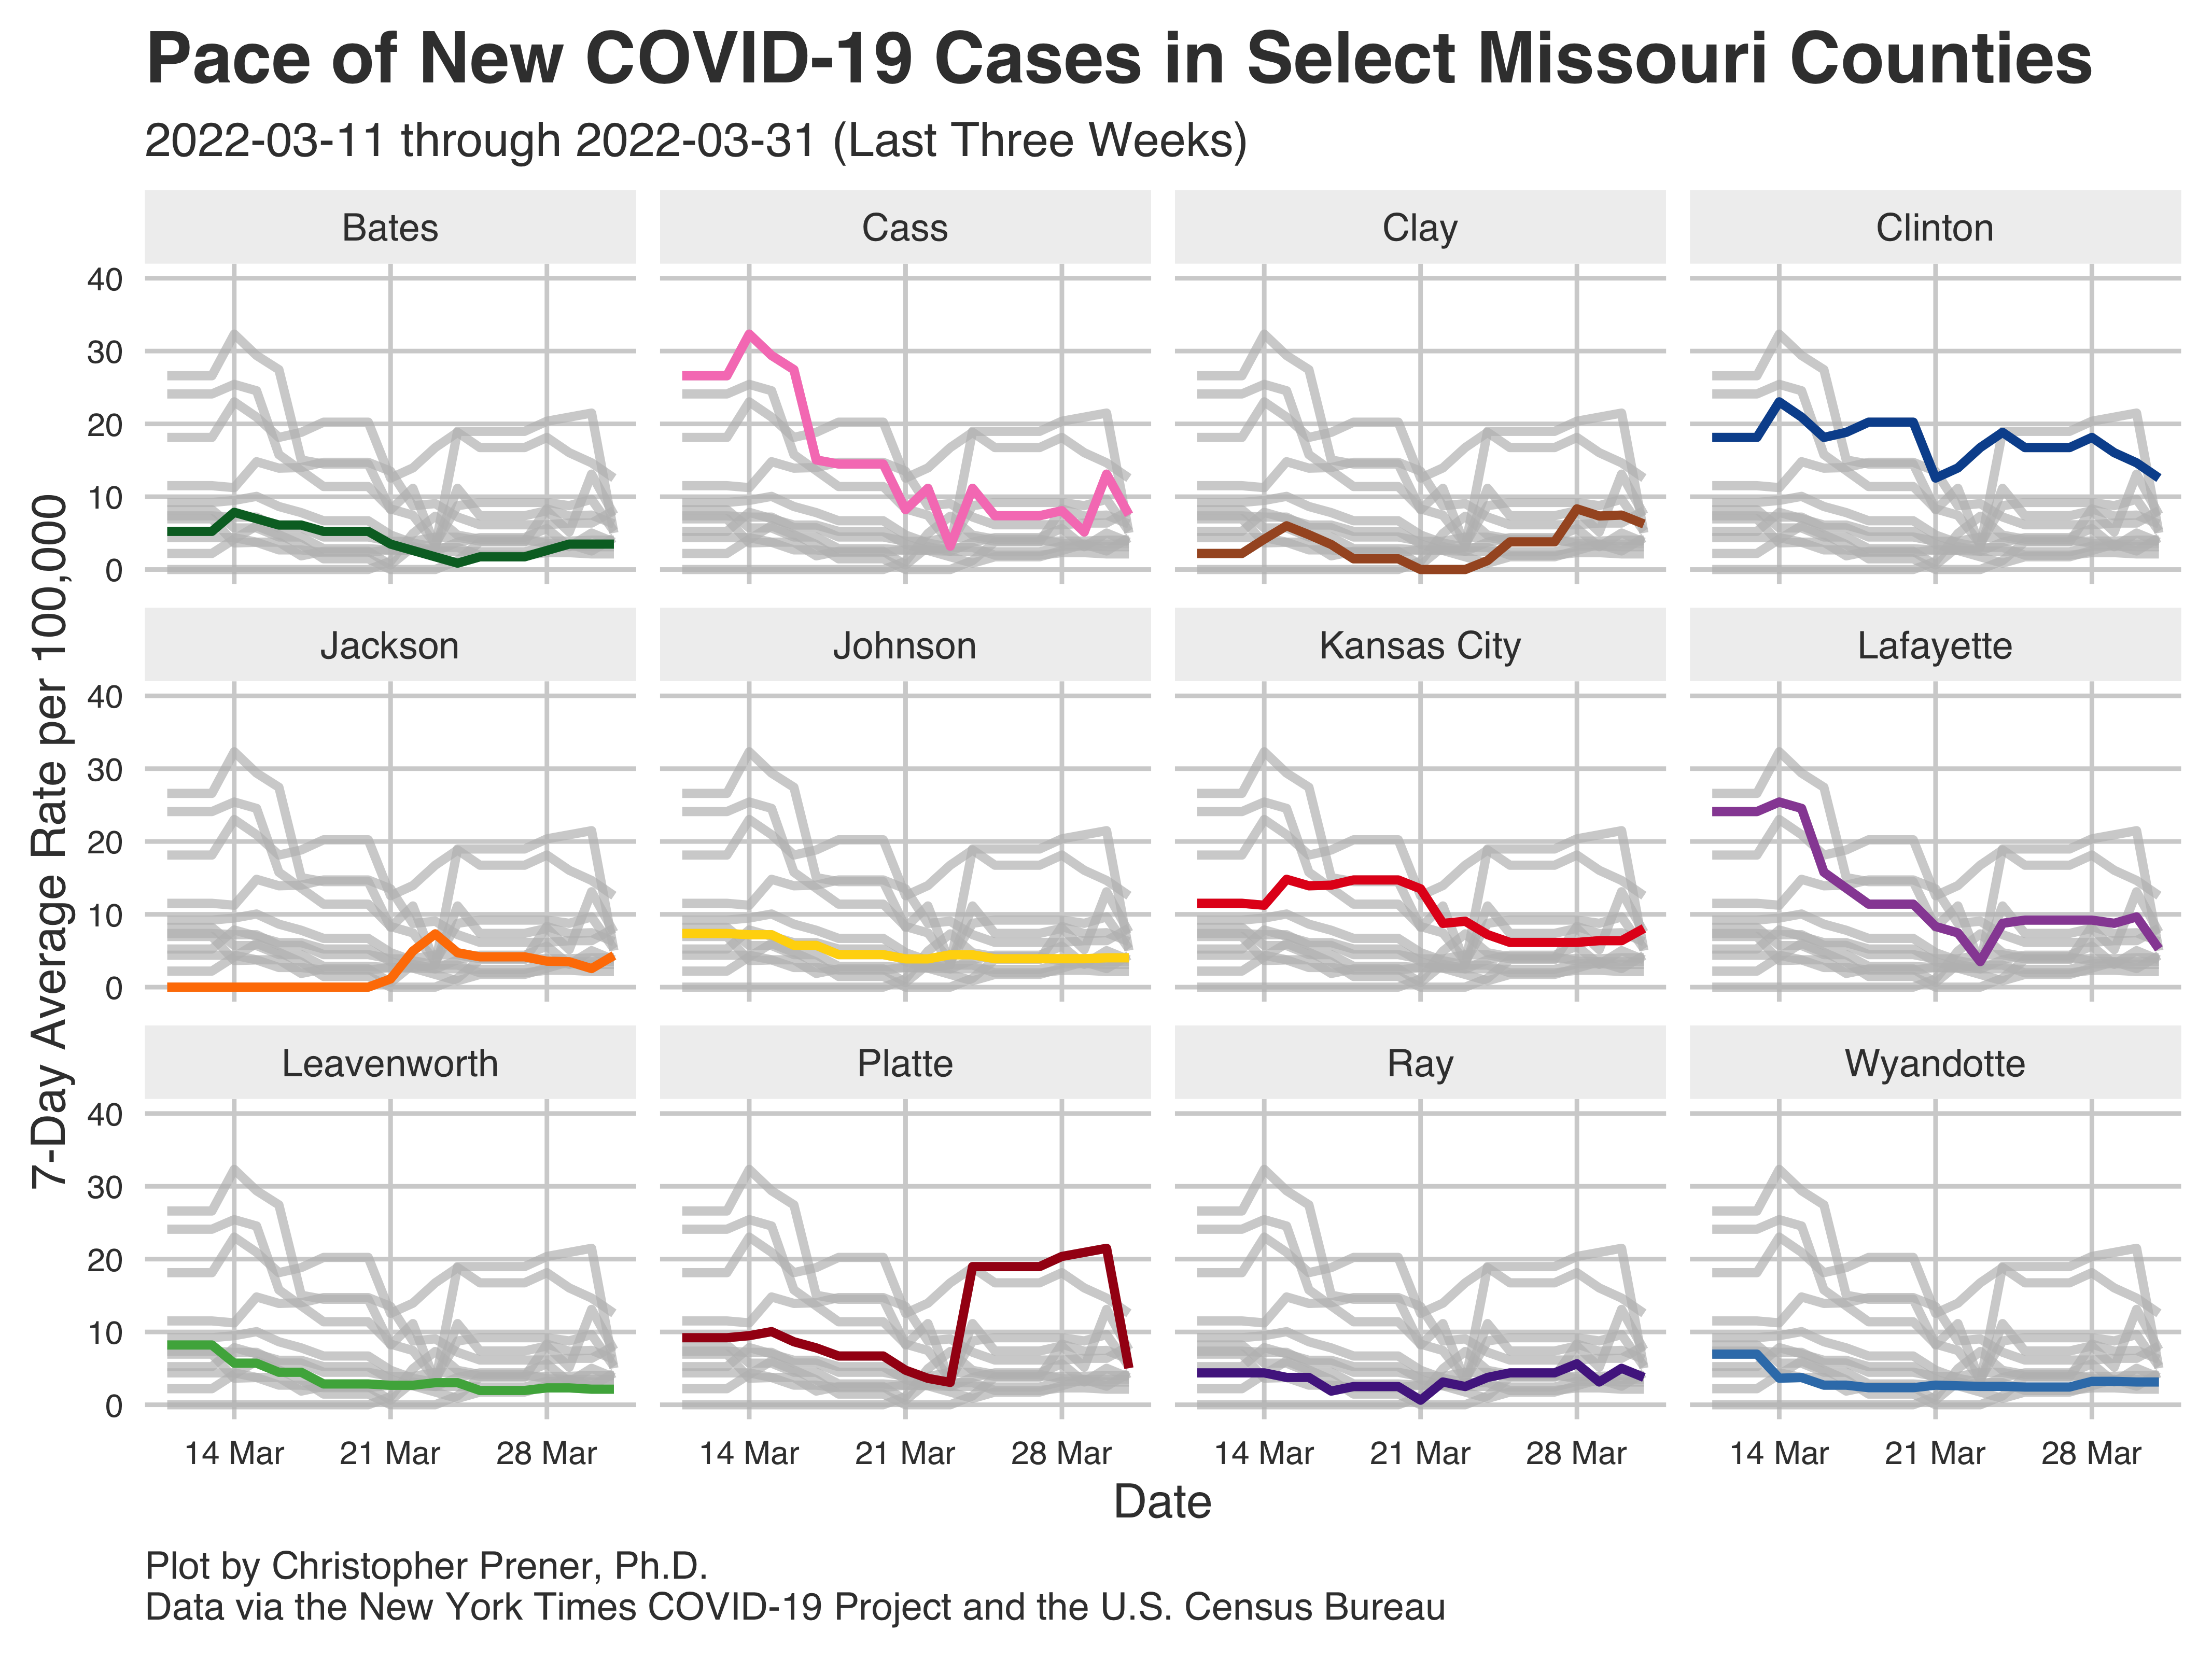 Pace of New COVID-19 Cases in Select Missouri Counties
2022-03-11 through 2022-03-31 (Last Three Weeks)
7-Day Average Rate per 100,000
Bates
Cass
Clay
Clinton
40
30
20
10
0
Jackson
Johnson
Kansas City
Lafayette
40
30
20
10
0
Leavenworth
Platte
Ray
Wyandotte
40
30
20
10
0
14 Mar
21 Mar
28 Mar
14 Mar
21 Mar
28 Mar
14 Mar
21 Mar
28 Mar
14 Mar
21 Mar
28 Mar
Date
Plot by Christopher Prener, Ph.D.
Data via the New York Times COVID-19 Project and the U.S. Census Bureau